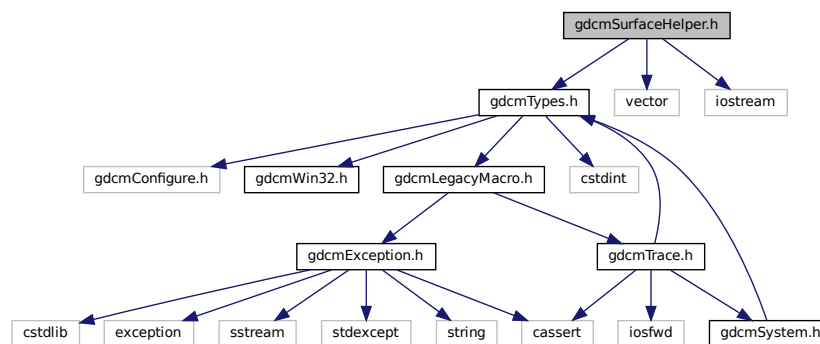 gdcmSurfaceHelper.h
gdcmTypes.h
vector
iostream
gdcmConfigure.h
gdcmWin32.h
gdcmLegacyMacro.h
cstdint
gdcmException.h
gdcmTrace.h
cstdlib
exception
sstream
stdexcept
string
cassert
iosfwd
gdcmSystem.h